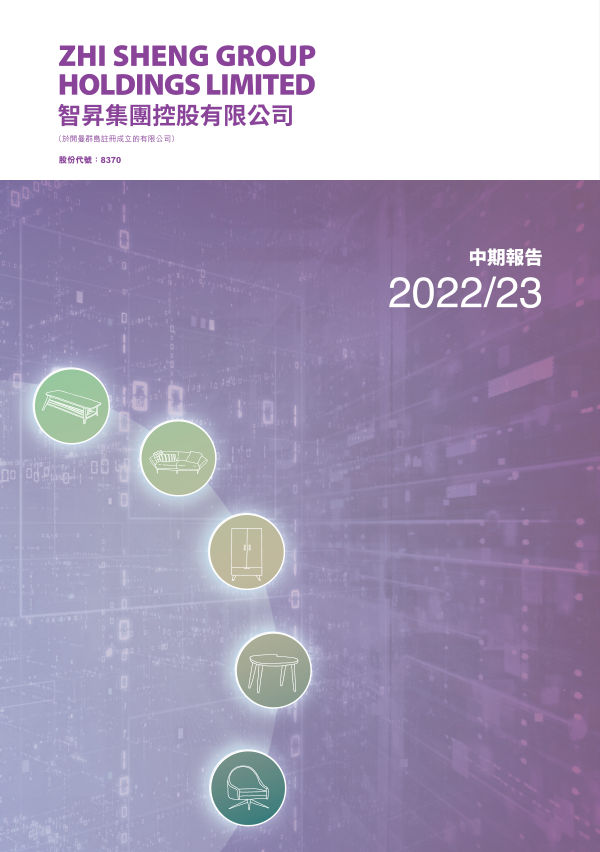 ZHI SHENG GROUP
HOLDINGS LIMITED
智昇集團控股有限公司
（於開曼群島註冊成立的有限公司）
股份代號：8370
中期報告
2022/23